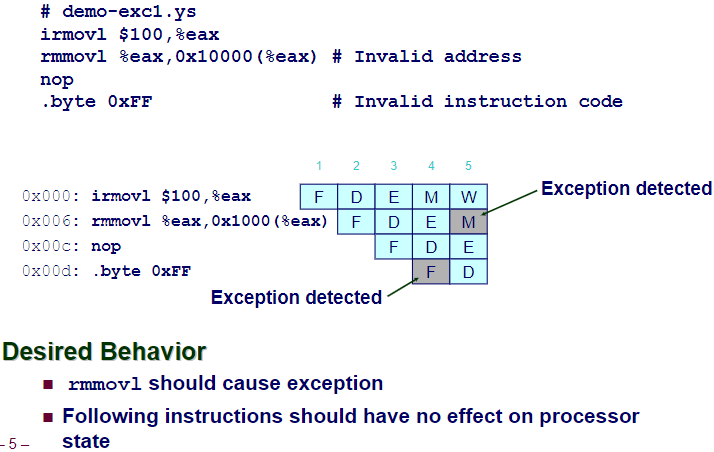 # demo-exc1.ys
irmovl $100,%eax
rmmovl %eax,0x10000(%eax) # Invalid address
nop
.byte 0xFF # Invalid instruction code
1 2 3 4 5
0x000: irmovl $100,%eax F D E M W
Exception detected
0x006: rmmovl %eax,0x1000(%eax) F D E M
0x00c: nop F D E
0x00d: .byte 0xFF F D
Exception detected
Desired Behavior
rmmovl should cause exception
Following instructions should have no effect on processor
state
– 5 –